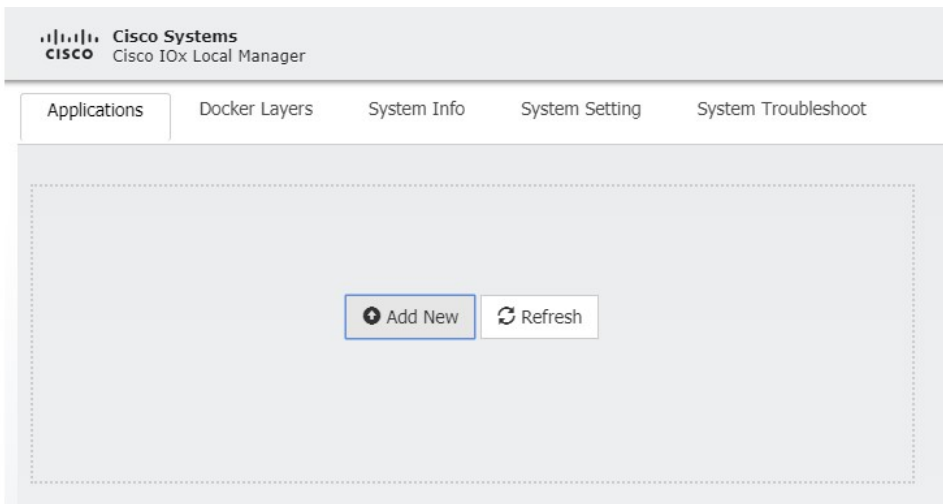 CISCO
Cisco Systems
Cisco IOx Local Manager
Applications
Docker Layers
System Info
System Setting
System Troubleshoot
Add New
Refresh